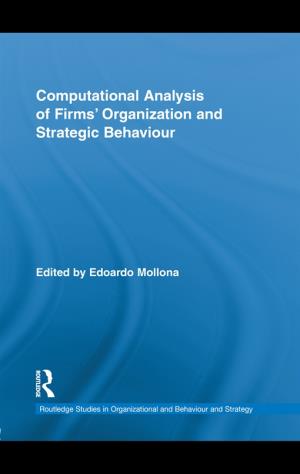 Computational Analysis
of Firms' Organization and
Strategic Behaviour
Edited by Edoardo Mollona
ROUTLEDGE
Routledge Studies in Organizational and Behaviour and Strategy